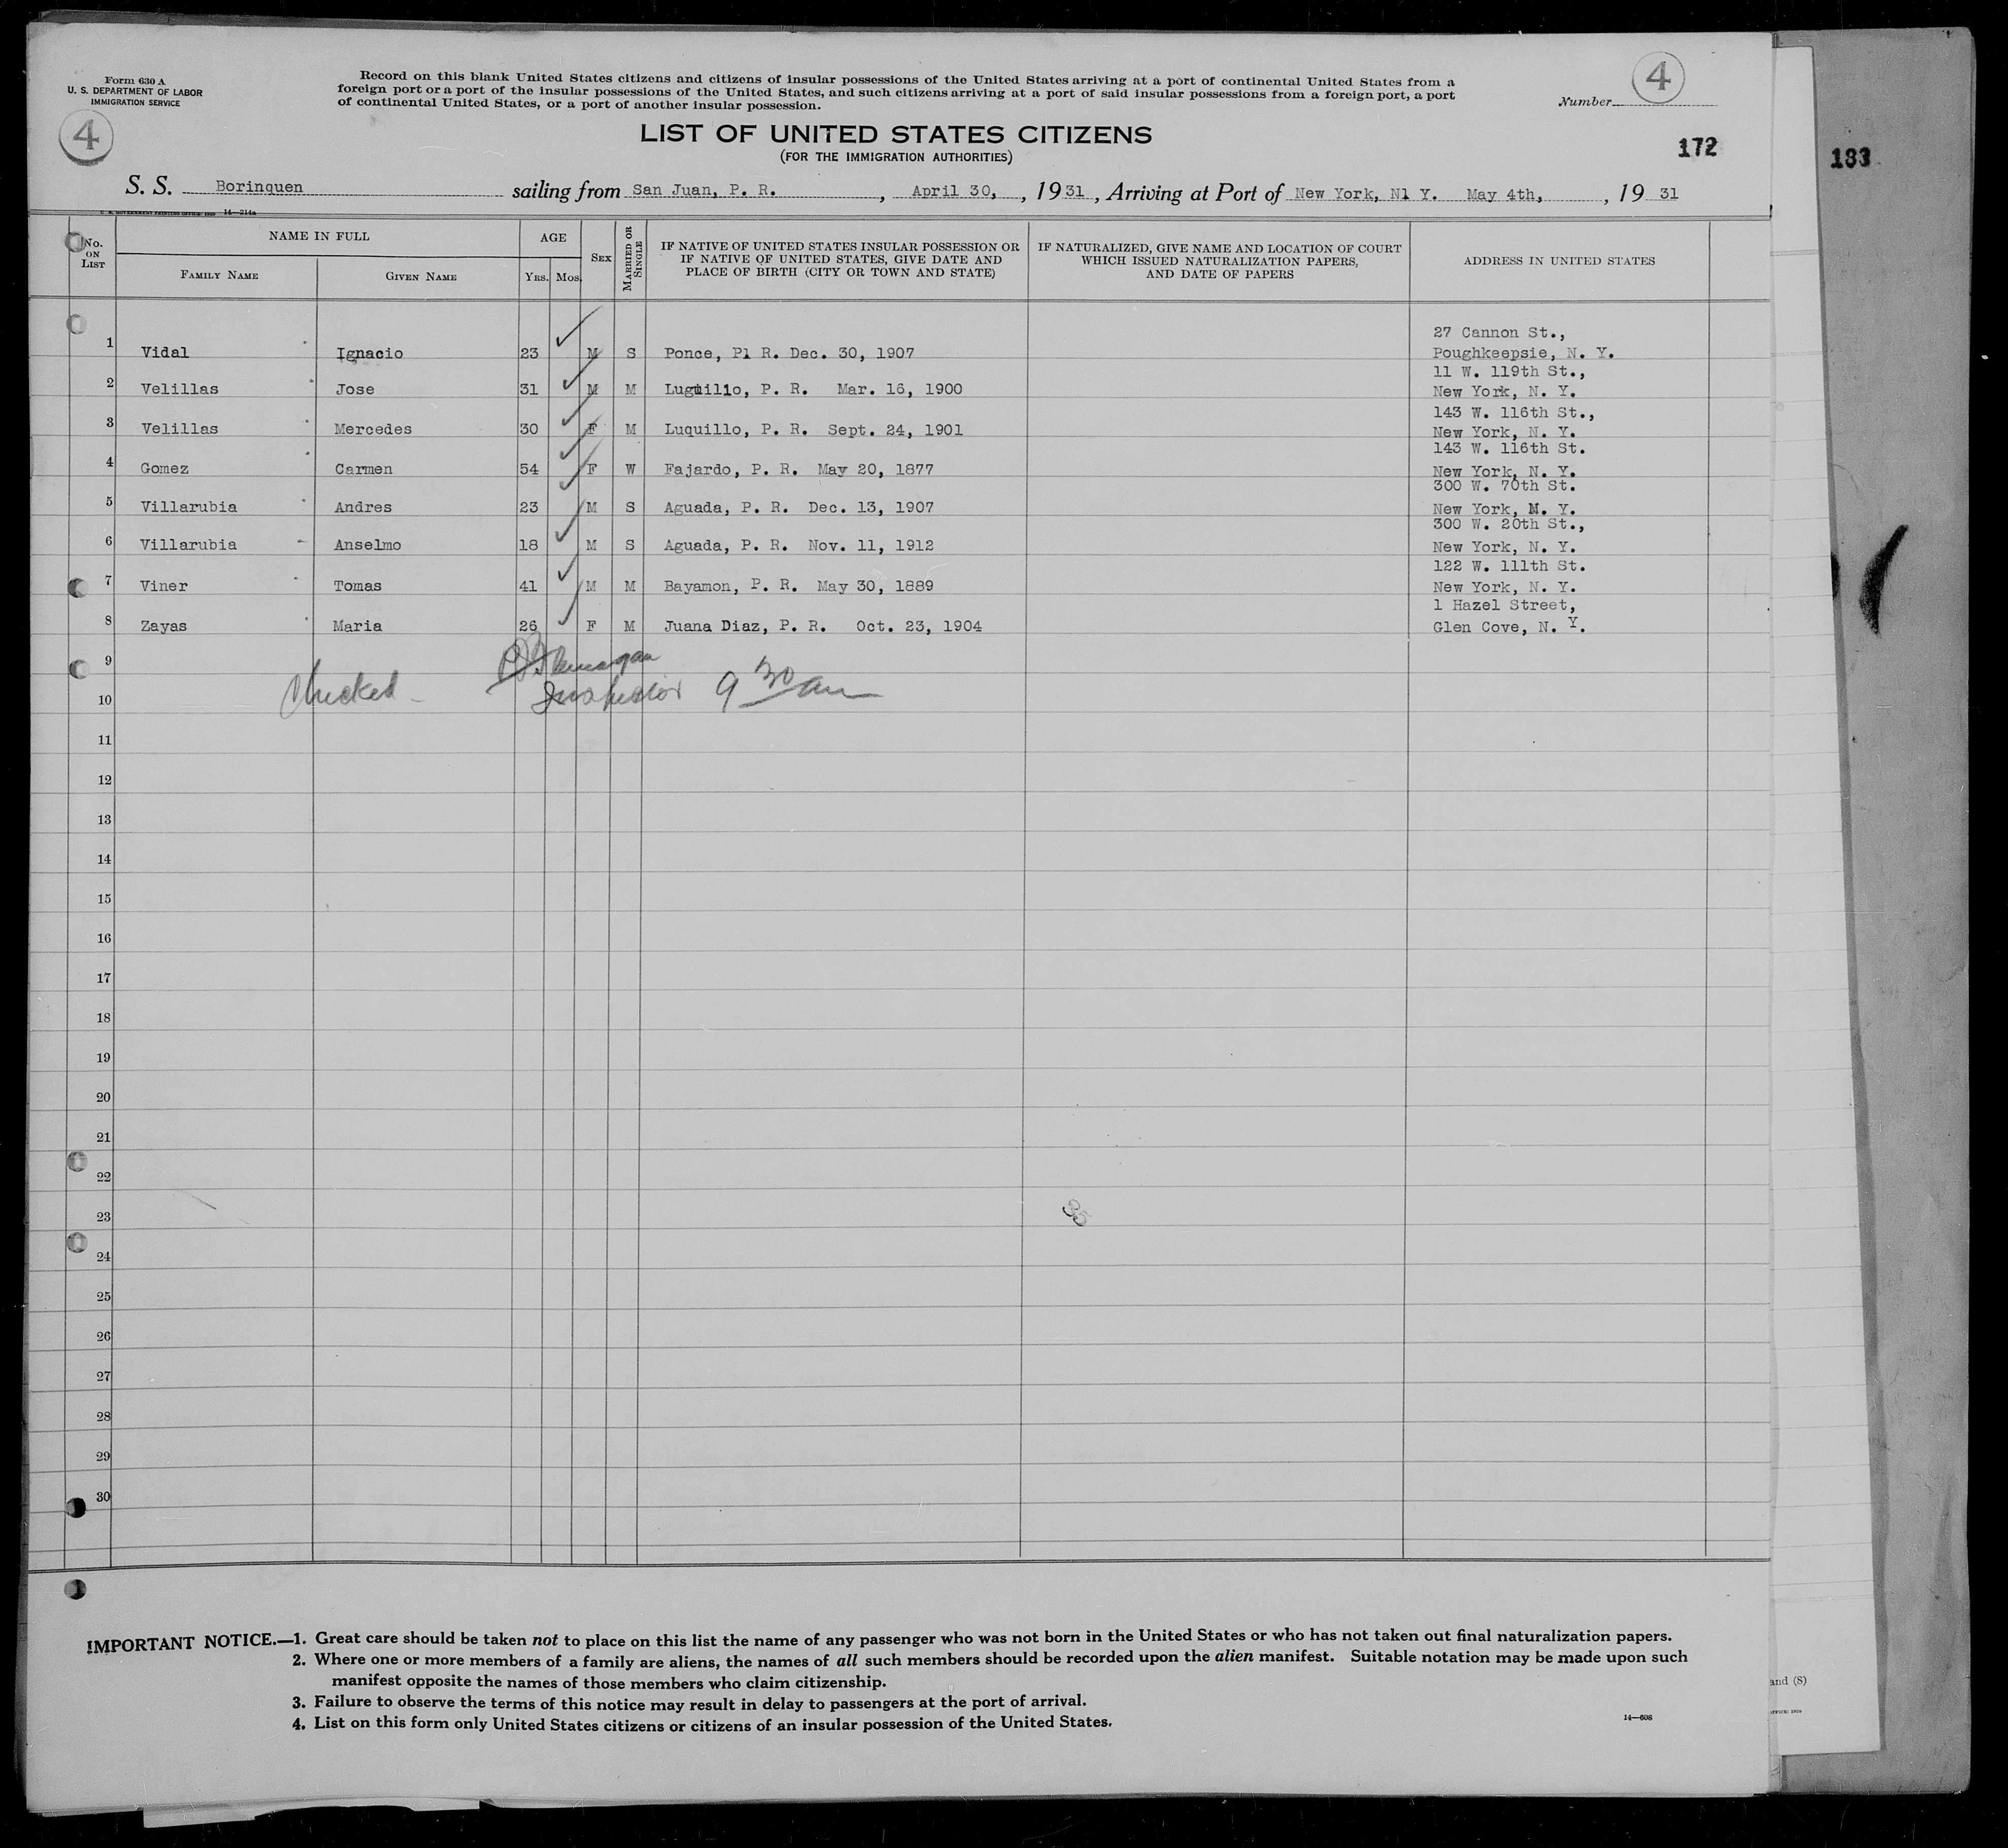 Form 630 A
U. S. DEPARTMENT OF LABOR
IMMIGRATION SERVICE
4
Record on this blank United States citizens and citizens of insular possessions of the United States arriving at a port of continental United States from a
foreign port or a port of the insular possessions of the United States, and such citizens arriving at a port of said insular possessions from a foreign port, a port
of continental United States, or a port of another insular possession.
4
Number
LIST OF UNITED STATES CITIZENS
(FOR THE IMMIGRATION AUTHORITIES)
172
183
S. S. Borinquen sailing from San Juan, P. R. , April 30, , 1931 , Arriving at Port of New York, Nl Y. May 4th, , 19 31
U. S. GOVERNMENT PRINTING OFFICE: 1930 14—214a
No. ON LIST
NAME IN FULL
FAMILY NAME
GIVEN NAME
AGE
YRS. MOS.
SEX
MARRIED OR SINGLE
IF NATIVE OF UNITED STATES INSULAR POSSESSION OR
IF NATIVE OF UNITED STATES, GIVE DATE AND
PLACE OF BIRTH (CITY OR TOWN AND STATE)
IF NATURALIZED, GIVE NAME AND LOCATION OF COURT
WHICH ISSUED NATURALIZATION PAPERS,
AND DATE OF PAPERS
ADDRESS IN UNITED STATES
27 Cannon St.,
1 Vidal Ignacio 23 M S Ponce, Pl R. Dec. 30, 1907 Poughkeepsie, N. Y.
11 W. 119th St.,
2 Velillas Jose 31 M M Luguillo, P. R. Mar. 16, 1900 New York, N. Y.
143 W. 116th St.,
3 Velillas Mercedes 30 F M Luquillo, P. R. Sept. 24, 1901 New York, N. Y.
143 W. 116th St.
4 Gomez Carmen 54 F W Fajardo, P. R. May 20, 1877 New York, N. Y.
300 W. 70th St.
5 Villarubia Andres 23 M S Aguada, P. R. Dec. 13, 1907 New York, M. Y.
300 W. 20th St.,
6 Villarubia Anselmo 18 M S Aguada, P. R. Nov. 11, 1912 New York, N. Y.
122 W. 111th St.
7 Viner Tomas 41 M M Bayamon, P. R. May 30, 1889 New York, N. Y.
1 Hazel Street,
8 Zayas Maria 26 F M Juana Diaz, P. R. Oct. 23, 1904 Glen Cove, N. Y.
9
10 Checked - Inspector 9 30 am
11
12
13
14
15
16
17
18
19
20
21
22
23 35
24
25
26
27
28
29
30
IMPORTANT NOTICE.—1. Great care should be taken not to place on this list the name of any passenger who was not born in the United States or who has not taken out final naturalization papers.
2. Where one or more members of a family are aliens, the names of all such members should be recorded upon the alien manifest. Suitable notation may be made upon such
manifest opposite the names of those members who claim citizenship.
3. Failure to observe the terms of this notice may result in delay to passengers at the port of arrival.
4. List on this form only United States citizens or citizens of an insular possession of the United States.
14—608
and (S)